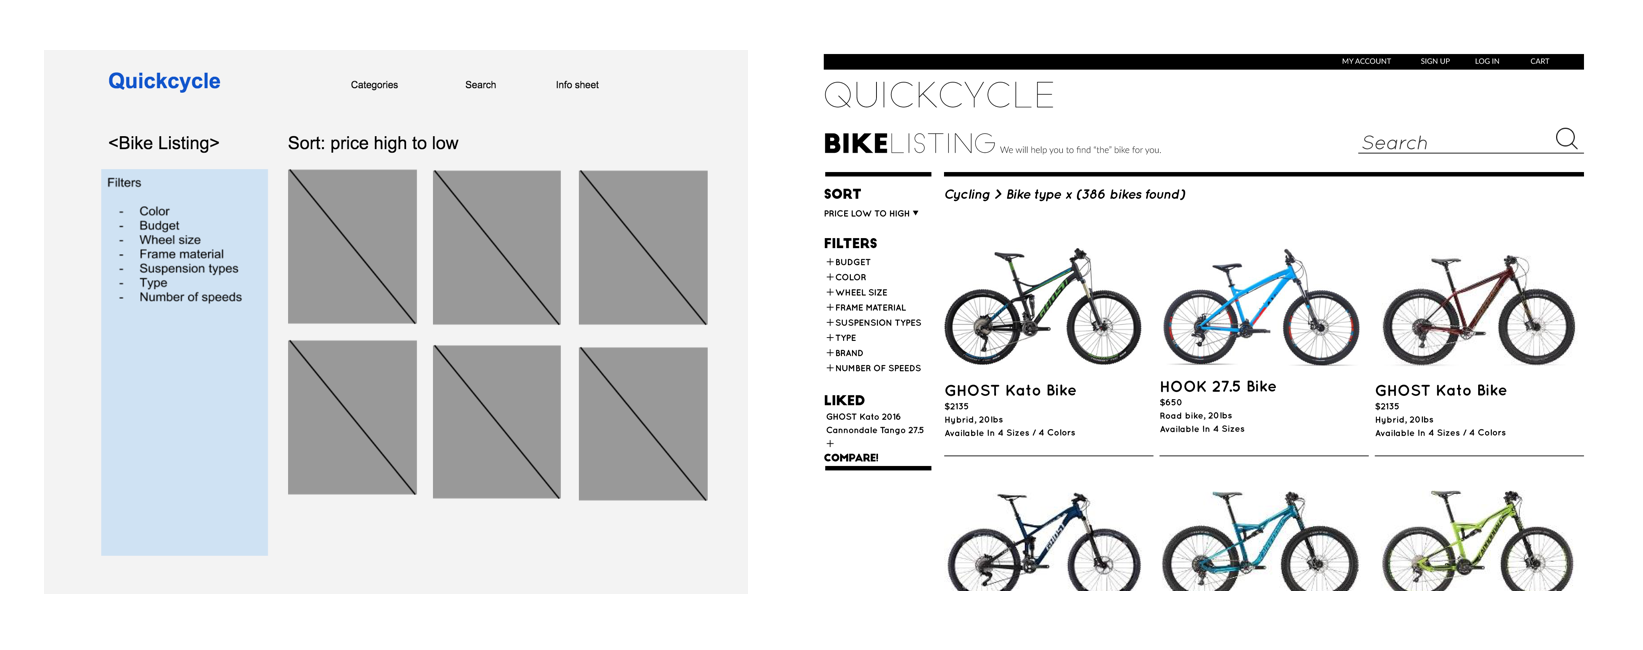 Quickcycle
Categories Search Info sheet
<Bike Listing> Sort: price high to low
Filters
- Color
- Budget
- Wheel size
- Frame material
- Suspension types
- Type
- Number of speeds
MY ACCOUNT SIGN UP LOG IN CART
QUICKCYCLE
BIKELISTING We will help you to find "the" bike for you.
Search
SORT
PRICE LOW TO HIGH ▼
FILTERS
+BUDGET
+COLOR
+WHEEL SIZE
+FRAME MATERIAL
+SUSPENSION TYPES
+TYPE
+BRAND
+NUMBER OF SPEEDS
LIKED
GHOST Kato 2016
Cannondale Tango 27.5
+
COMPARE!
Cycling > Bike type x (386 bikes found)
GHOST
GHOST Kato Bike
$2135
Hybrid, 20lbs
Available In 4 Sizes / 4 Colors
HOOK 27.5 Bike
$650
Road bike, 20lbs
Available In 4 Sizes
GHOST Kato Bike
$2135
Hybrid, 20lbs
Available In 4 Sizes / 4 Colors
GHOST